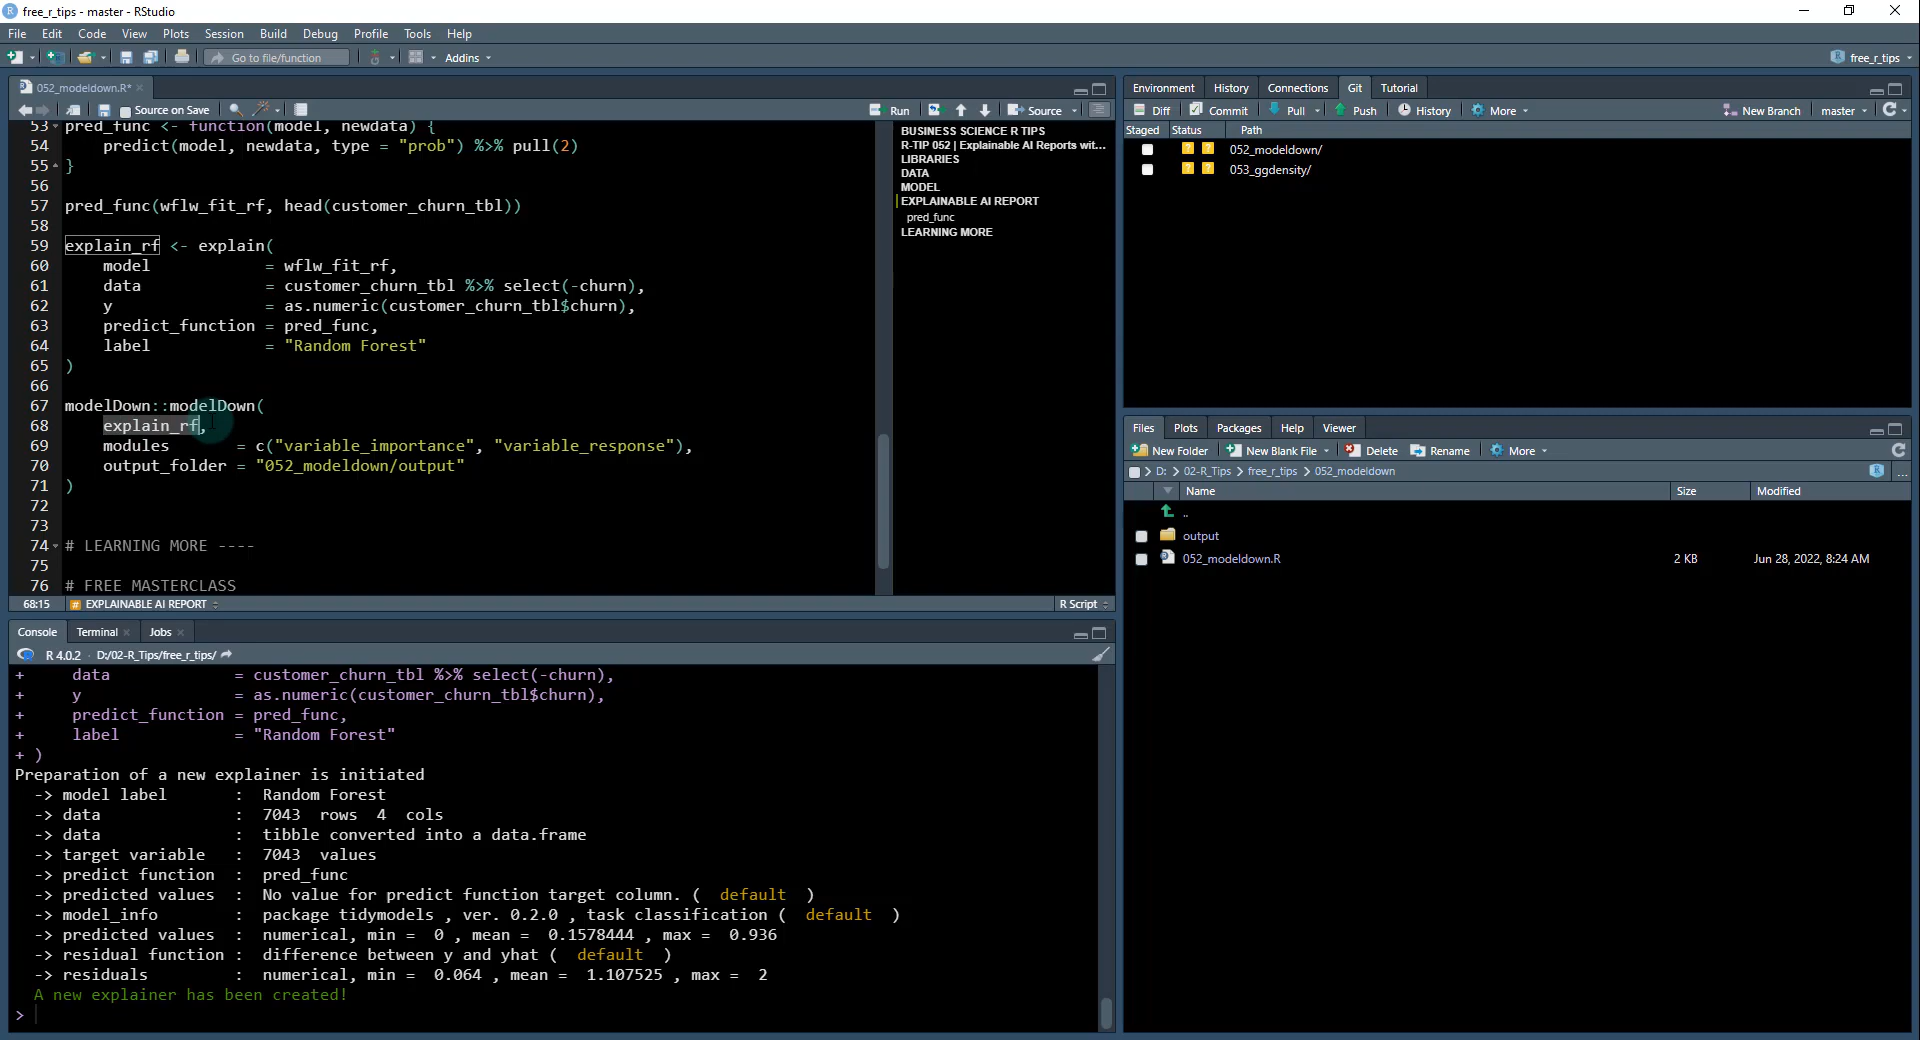 free_r_tips - master - RStudio
File Edit Code View Plots Session Build Debug Profile Tools Help
Go to file/function Addins free_r_tips
052_modeldown.R*
Source on Save Run Source
53 pred_func <- function(model, newdata) {
54 predict(model, newdata, type = "prob") %>% pull(2)
55 }
56
57 pred_func(wflw_fit_rf, head(customer_churn_tbl))
58
59 explain_rf <- explain(
60 model = wflw_fit_rf,
61 data = customer_churn_tbl %>% select(-churn),
62 y = as.numeric(customer_churn_tbl$churn),
63 predict_function = pred_func,
64 label = "Random Forest"
65 )
66
67 modelDown::modelDown(
68 explain_rf,
69 modules = c("variable_importance", "variable_response"),
70 output_folder = "052_modeldown/output"
71 )
72
73
74 # LEARNING MORE ----
75
76 # FREE MASTERCLASS
68:15 # EXPLAINABLE AI REPORT R Script
BUSINESS SCIENCE R TIPS
R-TIP 052 | Explainable AI Reports wit...
LIBRARIES
DATA
MODEL
EXPLAINABLE AI REPORT
pred_func
LEARNING MORE
Console Terminal Jobs
R 4.0.2 · D:/02-R_Tips/free_r_tips/
+ data = customer_churn_tbl %>% select(-churn),
+ y = as.numeric(customer_churn_tbl$churn),
+ predict_function = pred_func,
+ label = "Random Forest"
+ )
Preparation of a new explainer is initiated
-> model label : Random Forest
-> data : 7043 rows 4 cols
-> data : tibble converted into a data.frame
-> target variable : 7043 values
-> predict function : pred_func
-> predicted values : No value for predict function target column. ( default )
-> model_info : package tidymodels , ver. 0.2.0 , task classification ( default )
-> predicted values : numerical, min = 0 , mean = 0.1578444 , max = 0.936
-> residual function : difference between y and yhat ( default )
-> residuals : numerical, min = 0.064 , mean = 1.107525 , max = 2
A new explainer has been created!
>
Environment History Connections Git Tutorial
Diff Commit Pull Push History More New Branch master
Staged Status Path
? ? 052_modeldown/
? ? 053_ggdensity/
Files Plots Packages Help Viewer
New Folder New Blank File Delete Rename More
D: > 02-R_Tips > free_r_tips > 052_modeldown ...
Name Size Modified
..
output
052_modeldown.R 2 KB Jun 28, 2022, 8:24 AM